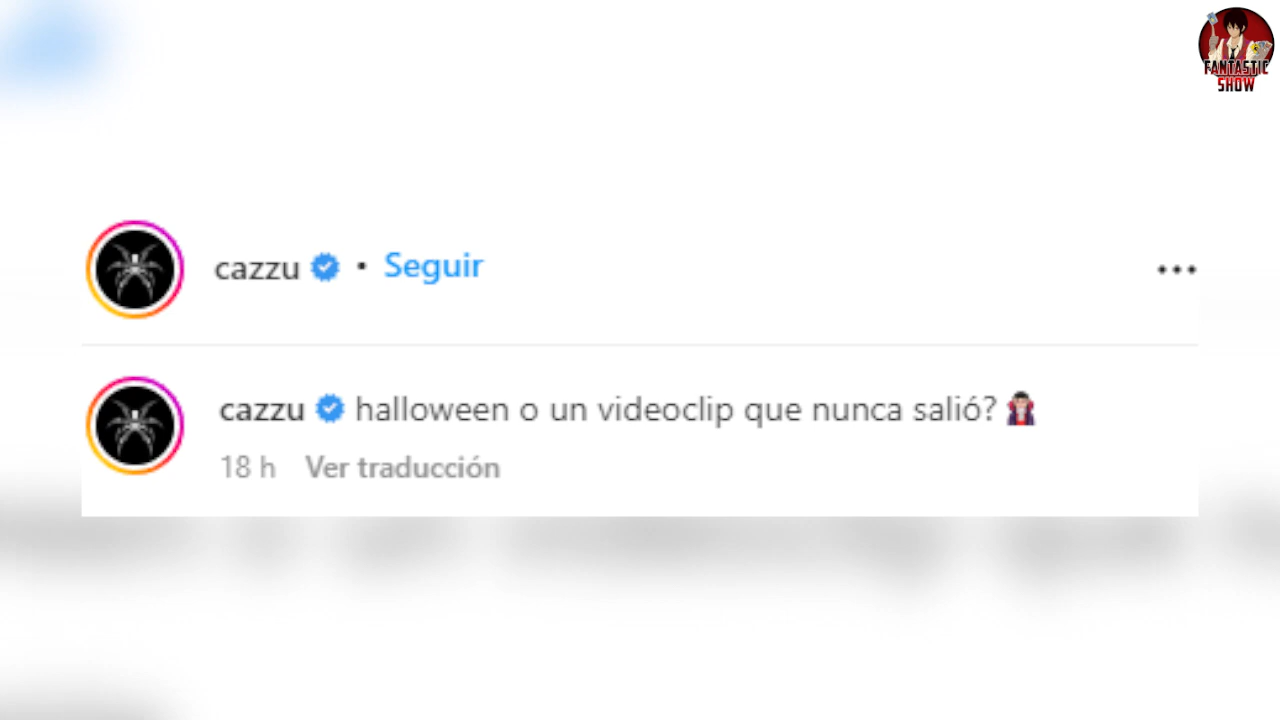 FANTASTIC
SHOW
cazzu • Seguir
cazzu halloween o un videoclip que nunca salió? 🧛🏻‍♂️
18 h Ver traducción